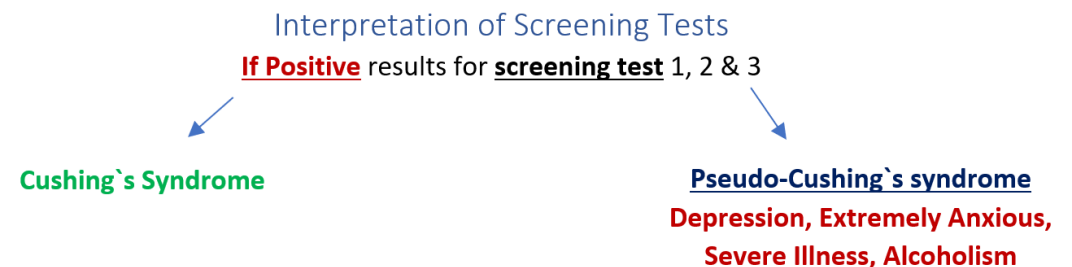 Interpretation of Screening Tests
If Positive results for screening test 1, 2 & 3
Cushing`s Syndrome
Pseudo-Cushing`s syndrome
Depression, Extremely Anxious,
Severe Illness, Alcoholism